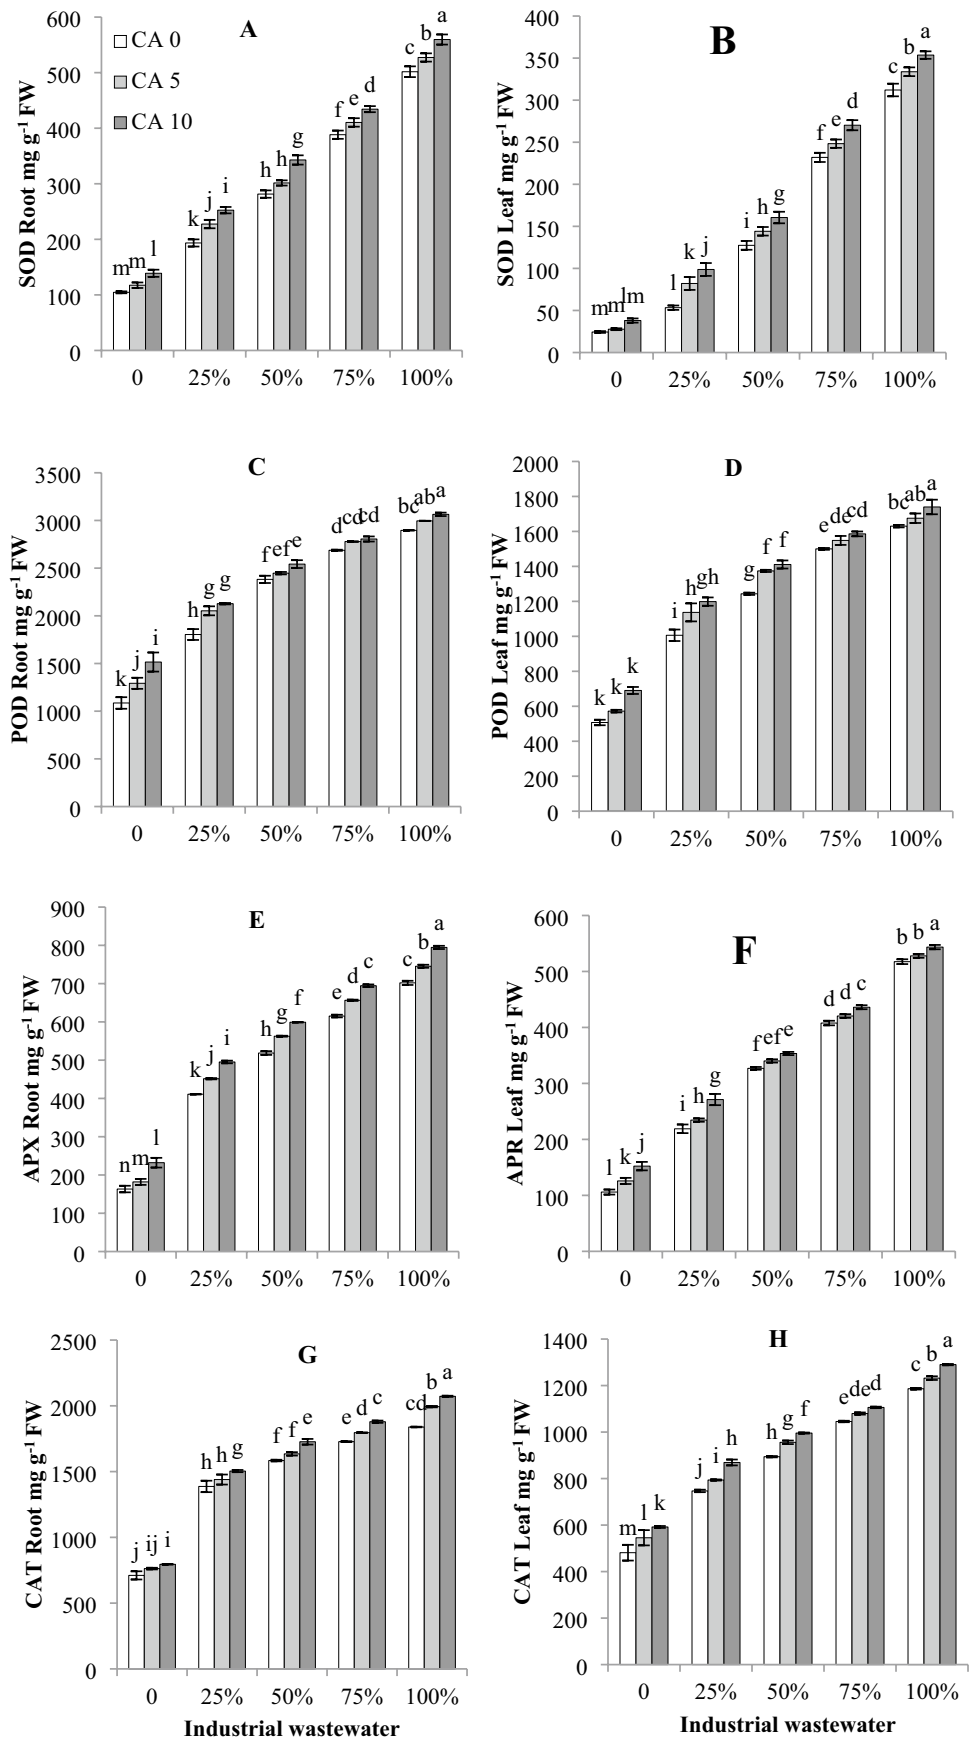 A
SOD Root mg g-1 FW
600
500
400
300
200
100
0
CA 0
CA 5
CA 10
m m l
k j i
h h g
f e d
c b a
0 25% 50% 75% 100%
B
SOD Leaf mg g-1 FW
400
350
300
250
200
150
100
50
0
m m lm
l k j
i h g
f e d
c b a
0 25% 50% 75% 100%
C
POD Root mg g-1 FW
3500
3000
2500
2000
1500
1000
500
0
k j i
h g g
f ef e
d cd cd
bc ab a
0 25% 50% 75% 100%
D
POD Leaf mg g-1 FW
2000
1800
1600
1400
1200
1000
800
600
400
200
0
k k k
i h gh
g f f
e de cd
bc ab a
0 25% 50% 75% 100%
E
APX Root mg g-1 FW
900
800
700
600
500
400
300
200
100
0
n m l
k j i
h g f
e d c
c b a
0 25% 50% 75% 100%
F
APR Leaf mg g-1 FW
600
500
400
300
200
100
0
l k j
i h g
f ef e
d d c
b b a
0 25% 50% 75% 100%
G
CAT Root mg g-1 FW
2500
2000
1500
1000
500
0
j ij i
h h g
f f e
e d c
cd b a
0 25% 50% 75% 100%
Industrial wastewater
H
CAT Leaf mg g-1 FW
1400
1200
1000
800
600
400
200
0
m l k
j i h
h g f
e de d
c b a
0 25% 50% 75% 100%
Industrial wastewater